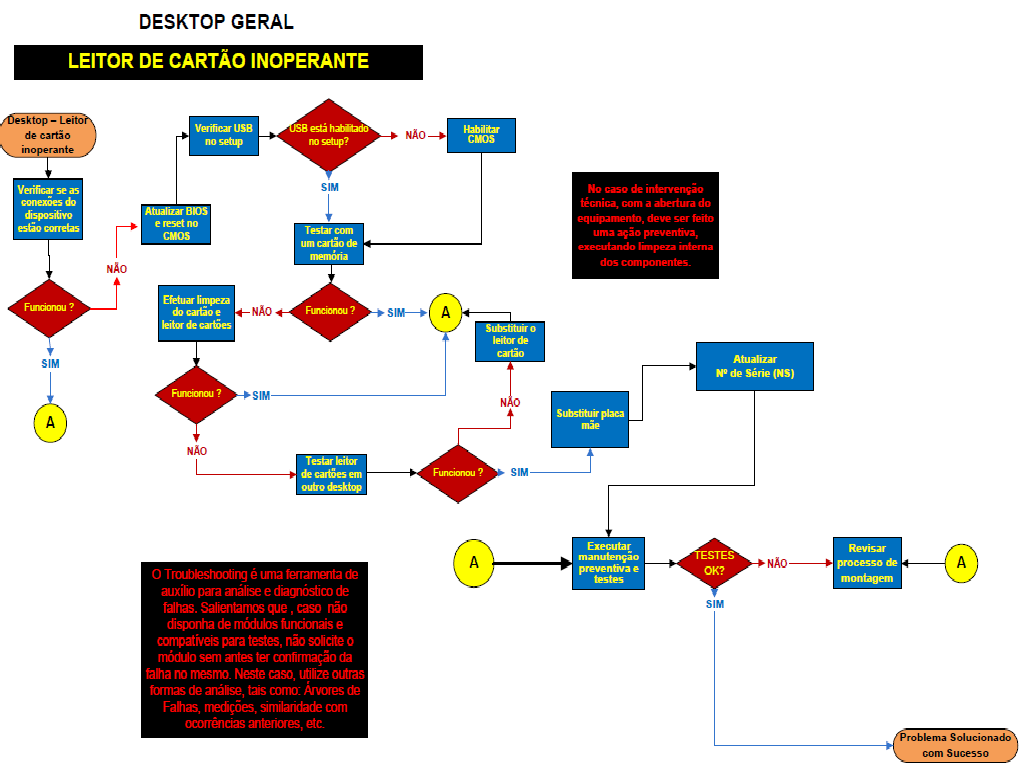 DESKTOP GERAL
LEITOR DE CARTÃO INOPERANTE
Desktop – Leitor
de cartão
inoperante
Verificar se as
conexões do
dispositivo
estão corretas
Funcionou ?
NÃO
SIM
A
Atualizar BIOS
e reset no
CMOS
Verificar USB
no setup
USB está habilitado
no setup?
NÃO
Habilitar
CMOS
SIM
Testar com
um cartão de
memória
Funcionou ?
NÃO
SIM
A
Efetuar limpeza
do cartão e
leitor de cartões
Funcionou ?
SIM
NÃO
Testar leitor
de cartões em
outro desktop
Funcionou ?
NÃO
Substituir o
leitor de
cartão
SIM
Substituir placa
mãe
Atualizar
Nº de Série (NS)
No caso de intervenção
técnica, com a abertura do
equipamento, deve ser feito
uma ação preventiva,
executando limpeza interna
dos componentes.
A
Executar
manutenção
preventiva e
testes
TESTES
OK?
NÃO
Revisar
processo de
montagem
A
SIM
Problema Solucionado
com Sucesso
O Troubleshooting é uma ferramenta de
auxílio para análise e diagnóstico de
falhas. Salientamos que , caso não
disponha de módulos funcionais e
compatíveis para testes, não solicite o
módulo sem antes ter confirmação da
falha no mesmo. Neste caso, utilize outras
formas de análise, tais como: Árvores de
Falhas, medições, similaridade com
ocorrências anteriores, etc.